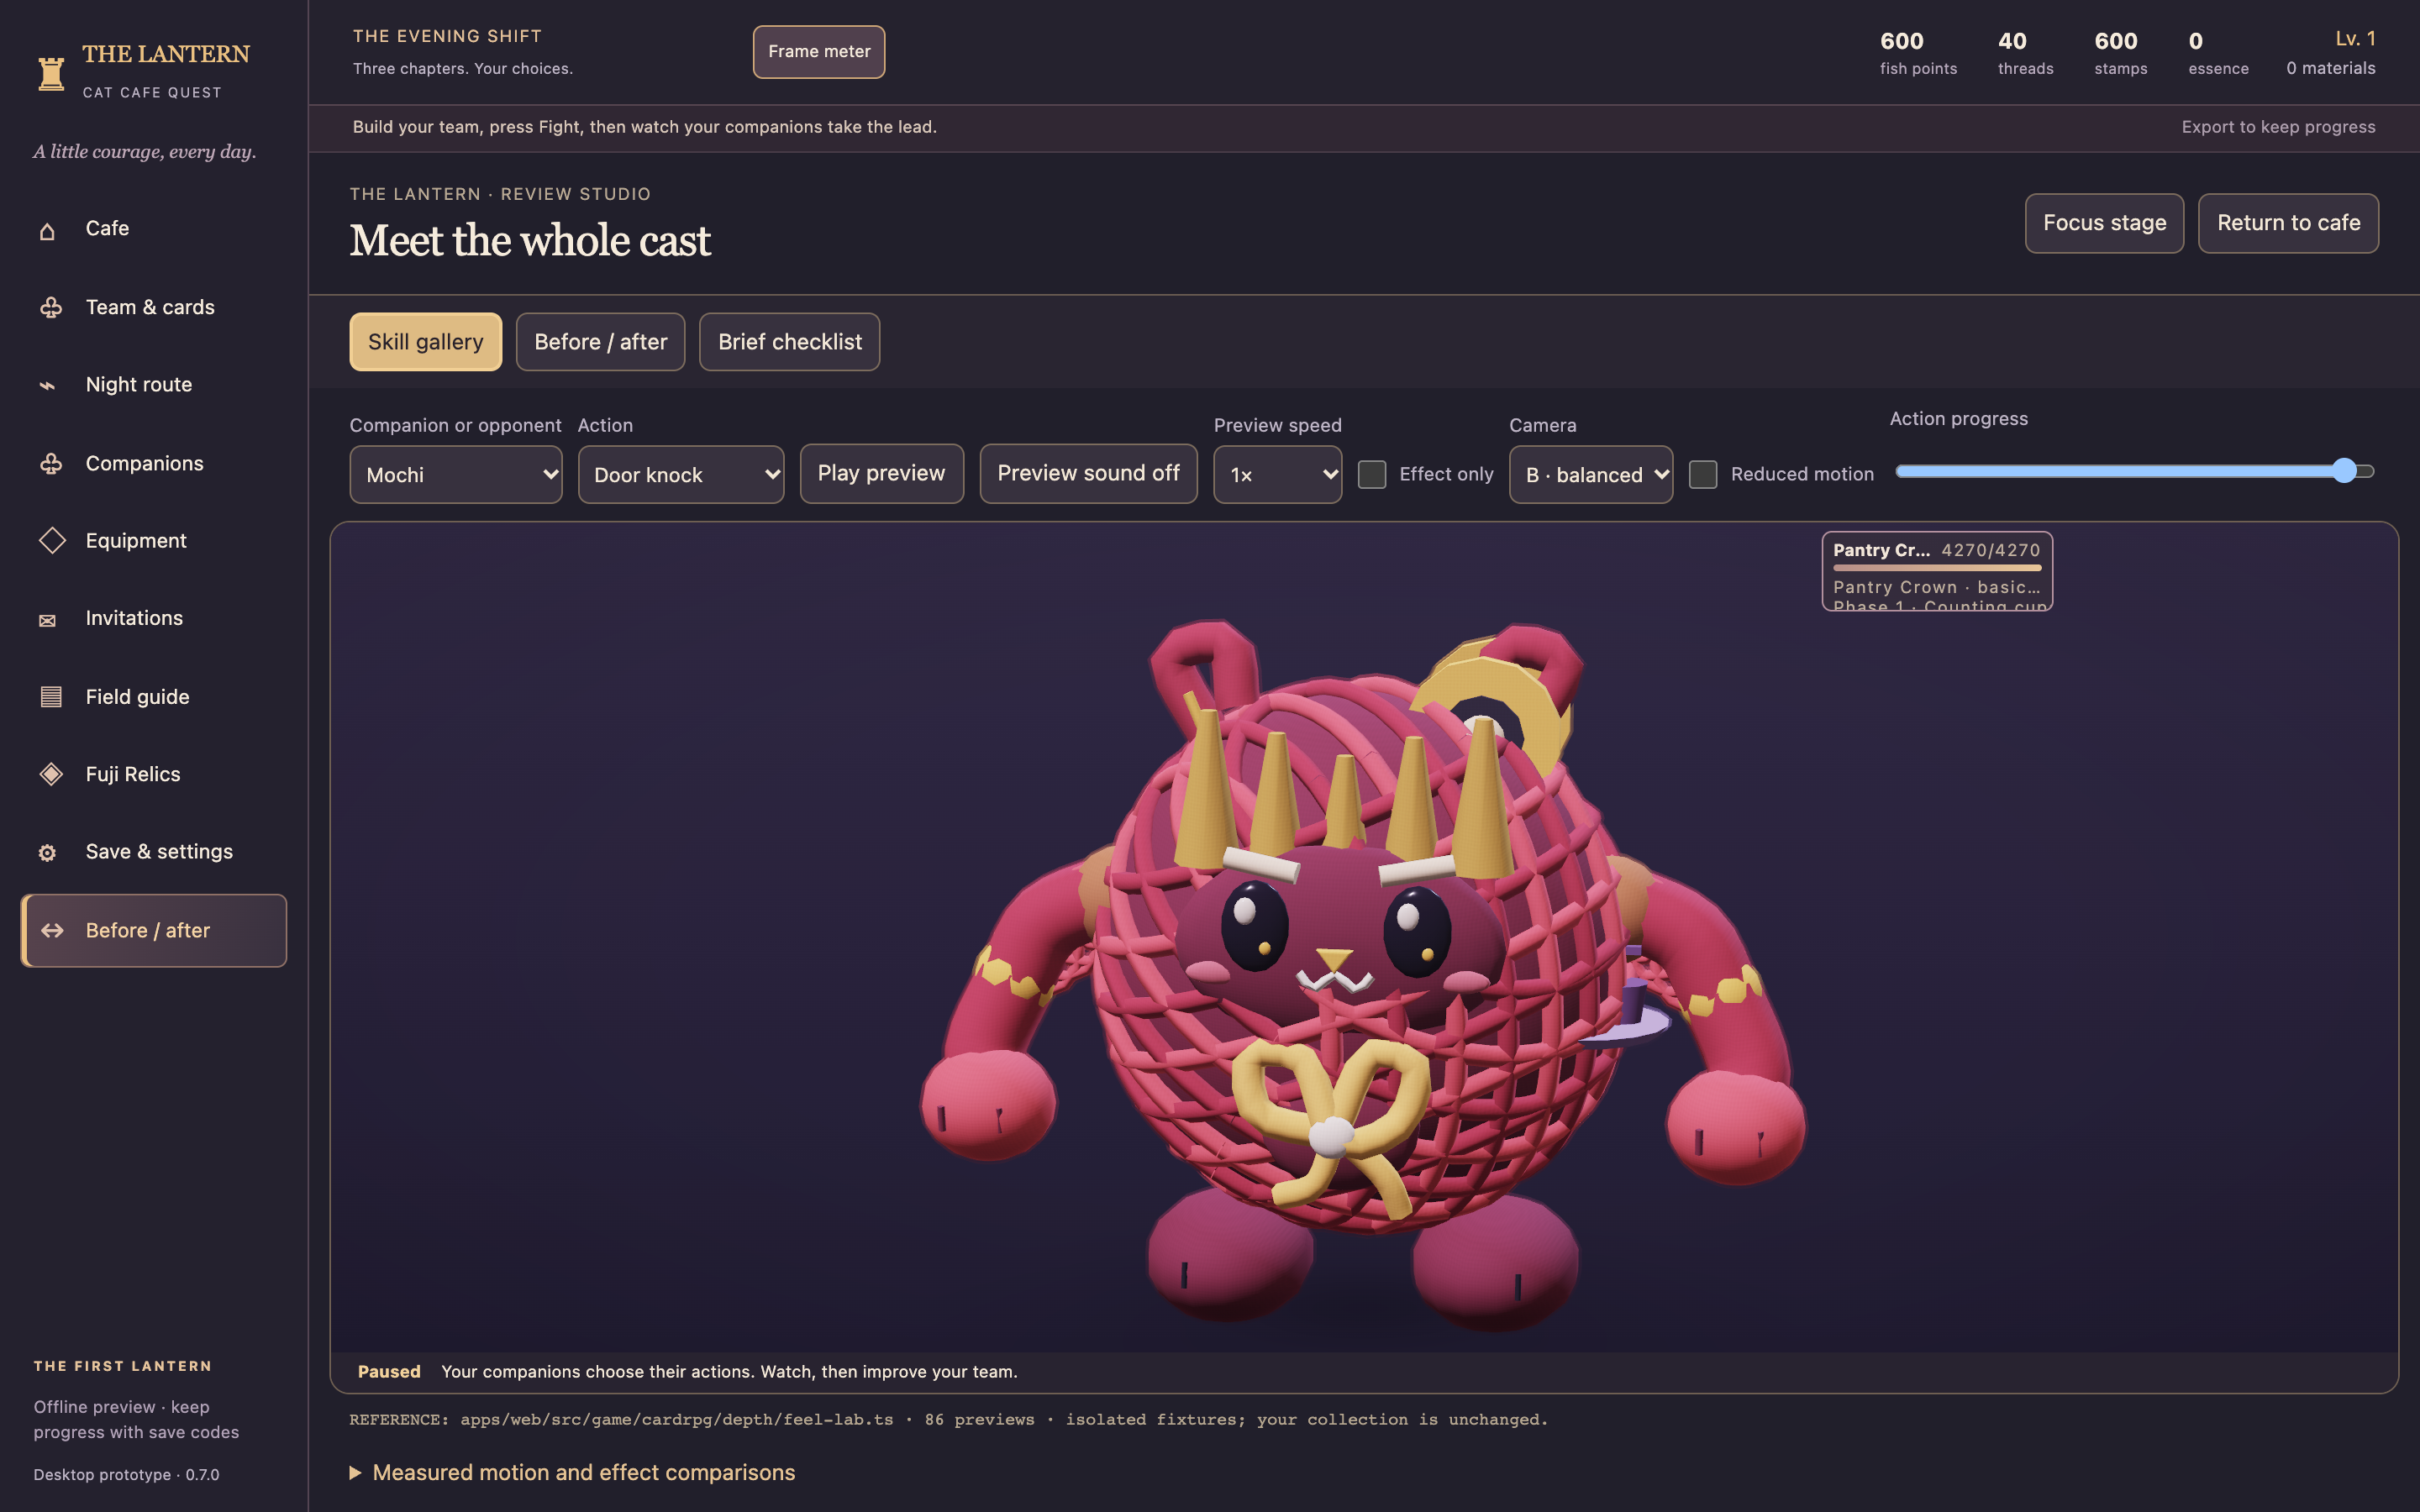 THE LANTERN
CAT CAFE QUEST
A little courage, every day.
Cafe
Team & cards
Night route
Companions
Equipment
Invitations
Field guide
Fuji Relics
Save & settings
Before / after
THE FIRST LANTERN
Offline preview · keep
progress with save codes
Desktop prototype · 0.7.0
THE EVENING SHIFT
Three chapters. Your choices.
Frame meter
600
fish points
40
threads
600
stamps
0
essence
Lv. 1
0 materials
Build your team, press Fight, then watch your companions take the lead.
Export to keep progress
THE LANTERN · REVIEW STUDIO
Meet the whole cast
Focus stage
Return to cafe
Skill gallery
Before / after
Brief checklist
Companion or opponent
Mochi
Action
Door knock
Play preview
Preview sound off
Preview speed
1×
Effect only
Camera
B · balanced
Reduced motion
Action progress
Pantry Cr... 4270/4270
Pantry Crown · basic...
Phase 1 · Counting cup
Paused Your companions choose their actions. Watch, then improve your team.
REFERENCE: apps/web/src/game/cardrpg/depth/feel-lab.ts · 86 previews · isolated fixtures; your collection is unchanged.
Measured motion and effect comparisons